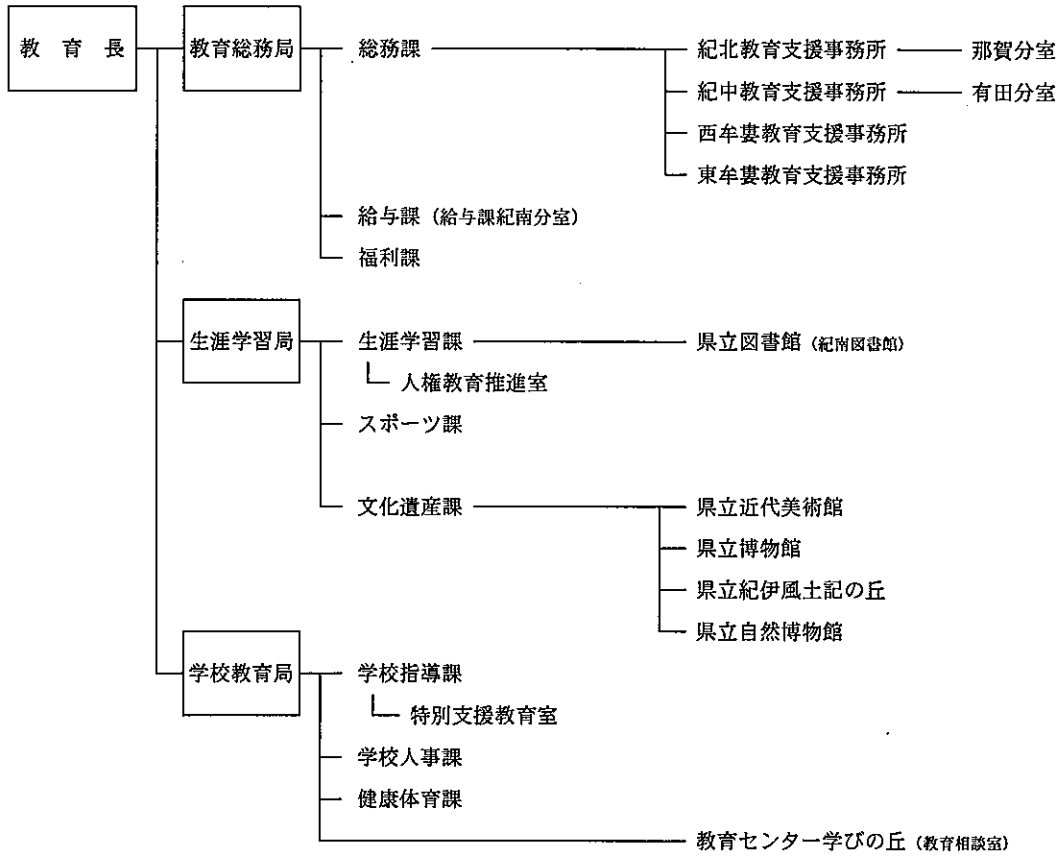 教育長 教育総務局 総務課 紀北教育支援事務所 那賀分室
紀中教育支援事務所 有田分室
西牟婁教育支援事務所
東牟婁教育支援事務所
給与課（給与課紀南分室）
福利課
生涯学習局 生涯学習課 県立図書館（紀南図書館）
人権教育推進室
スポーツ課
文化遺産課 県立近代美術館
県立博物館
県立紀伊風土記の丘
県立自然博物館
学校教育局 学校指導課
特別支援教育室
学校人事課
健康体育課
教育センター学びの丘（教育相談室）